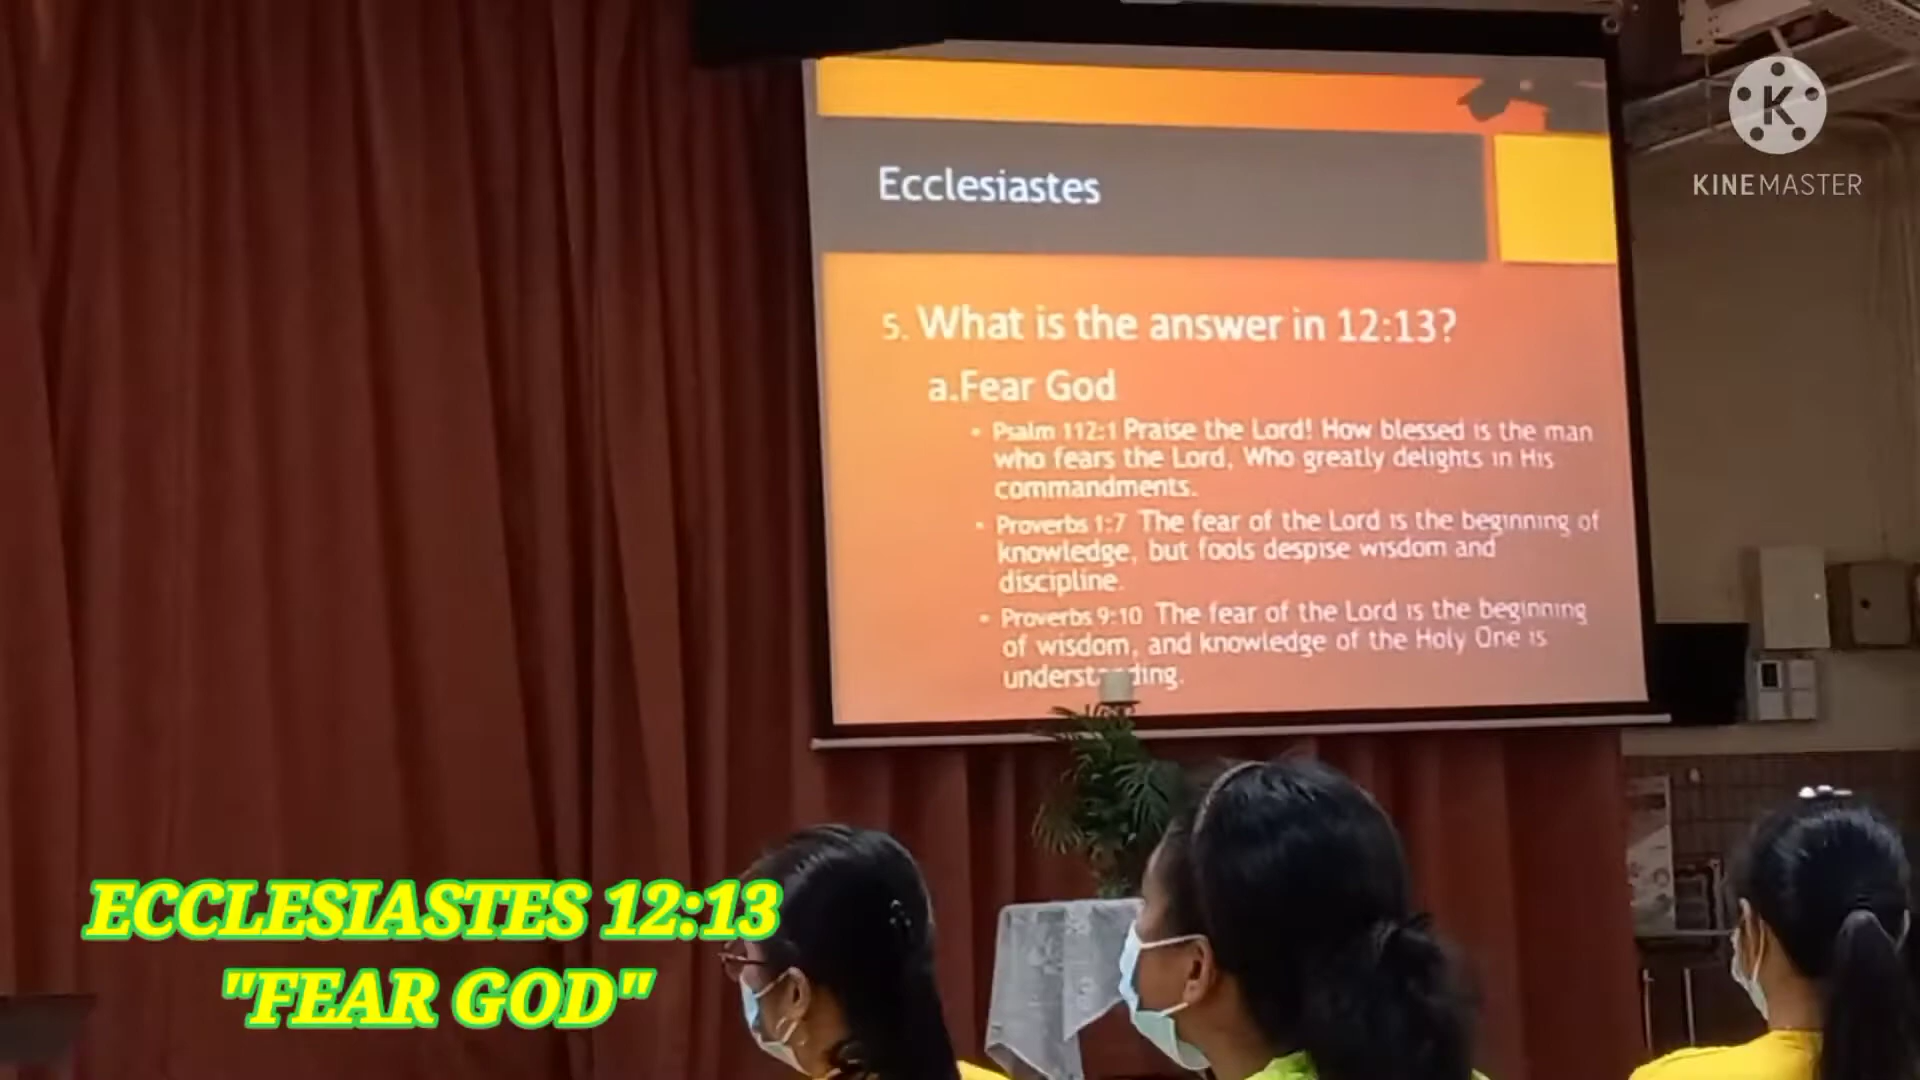 Ecclesiastes
5. What is the answer in 12:13?
a.Fear God
• Psalm 112:1 Praise the Lord! How blessed is the man
who fears the Lord, Who greatly delights in His
commandments.
• Proverbs 1:7 The fear of the Lord is the beginning of
knowledge, but fools despise wisdom and
discipline.
• Proverbs 9:10 The fear of the Lord is the beginning
of wisdom, and knowledge of the Holy One is
K
KINEMASTER
ECCLESIASTES 12:13
"FEAR GOD"